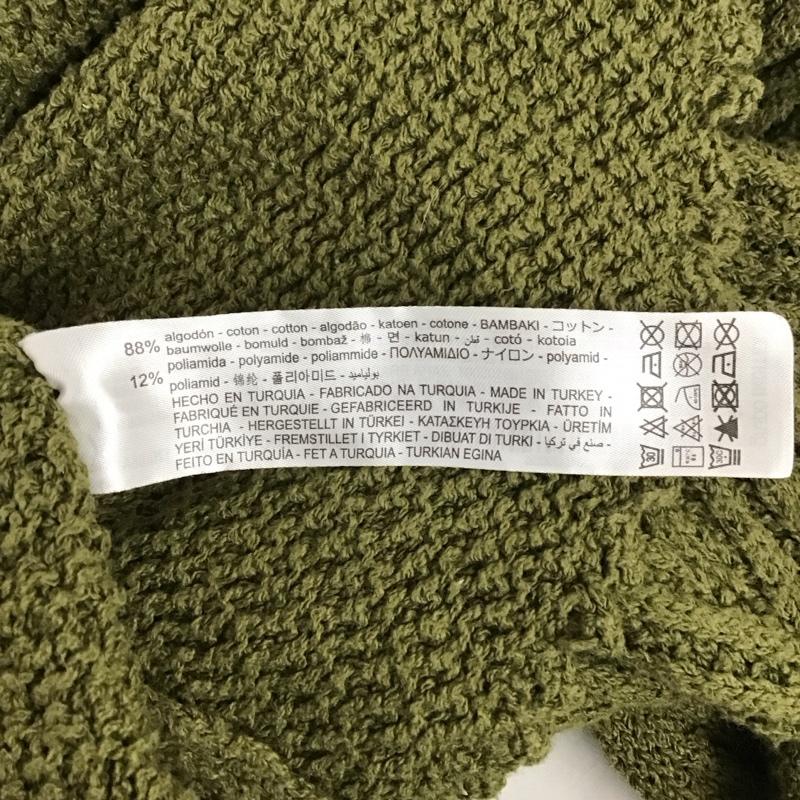 88% algodón - coton - cotton - algodão - katoen - cotone - BAMBAKI - コットン -
baumwolle - bomuld - bombaž - 棉 - 면 - katun - قطن - cotó - kotoia
poliamida - polyamide - poliammide - ΠΟΛΥΑΜΙΔΙΟ - ナイロン - polyamid -
12% poliamid - 锦纶 - 폴리아미드 - بولياميد
HECHO EN TURQUIA - FABRICADO NA TURQUIA - MADE IN TURKEY -
FABRIQUÉ EN TURQUIE - GEFABRICEERD IN TURKIJE - FATTO IN
TURCHIA - HERGESTELLT IN TÜRKEI - ΚΑΤΑΣΚΕΥΗ ΤΟΥΡΚΙΑ - ÜRETİM
YERİ TÜRKİYE - FREMSTILLET I TYRKIET - DIBUAT DI TURKI - صنع في تركيا -
FEITO EN TURQUÍA - FET A TURQUIA - TURKIAN EGINA